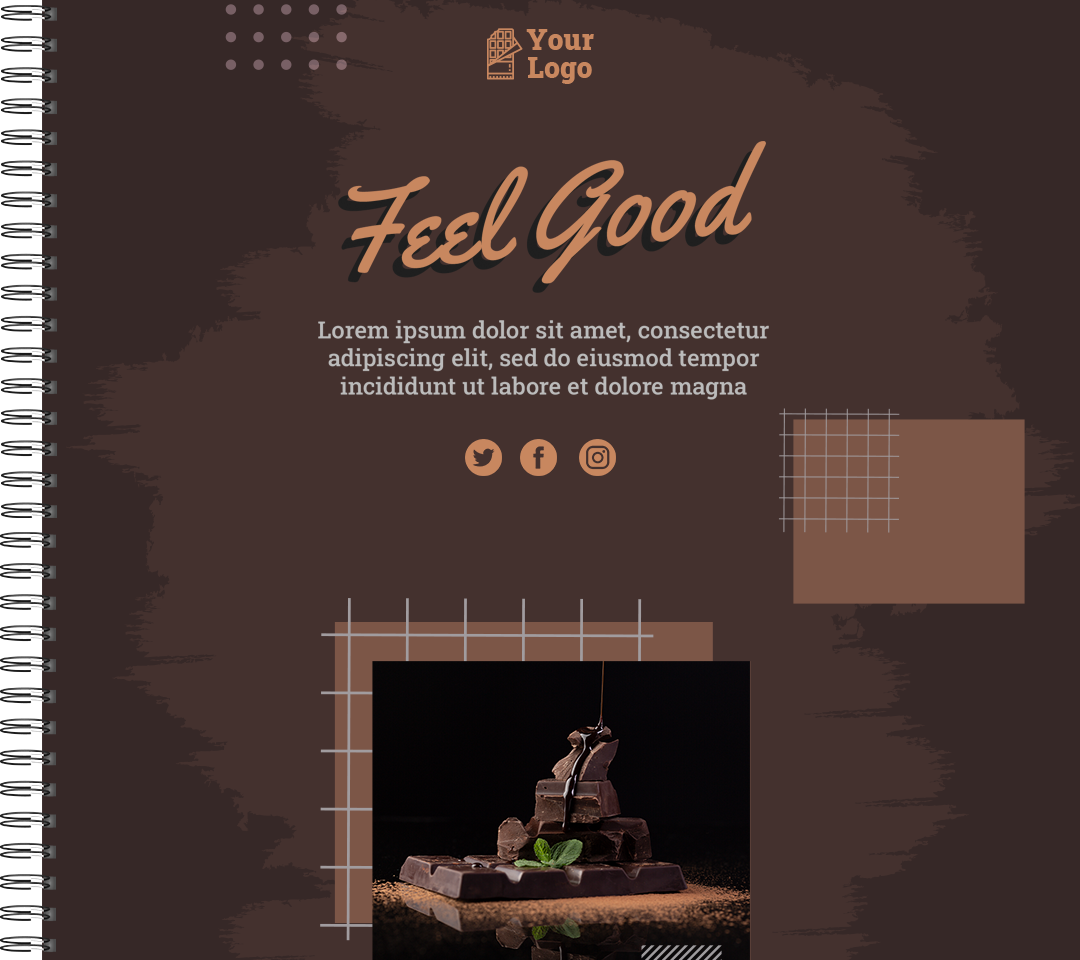 Your
Logo
Feel Good
Lorem ipsum dolor sit amet, consectetur
adipiscing elit, sed do eiusmod tempor
incididunt ut labore et dolore magna